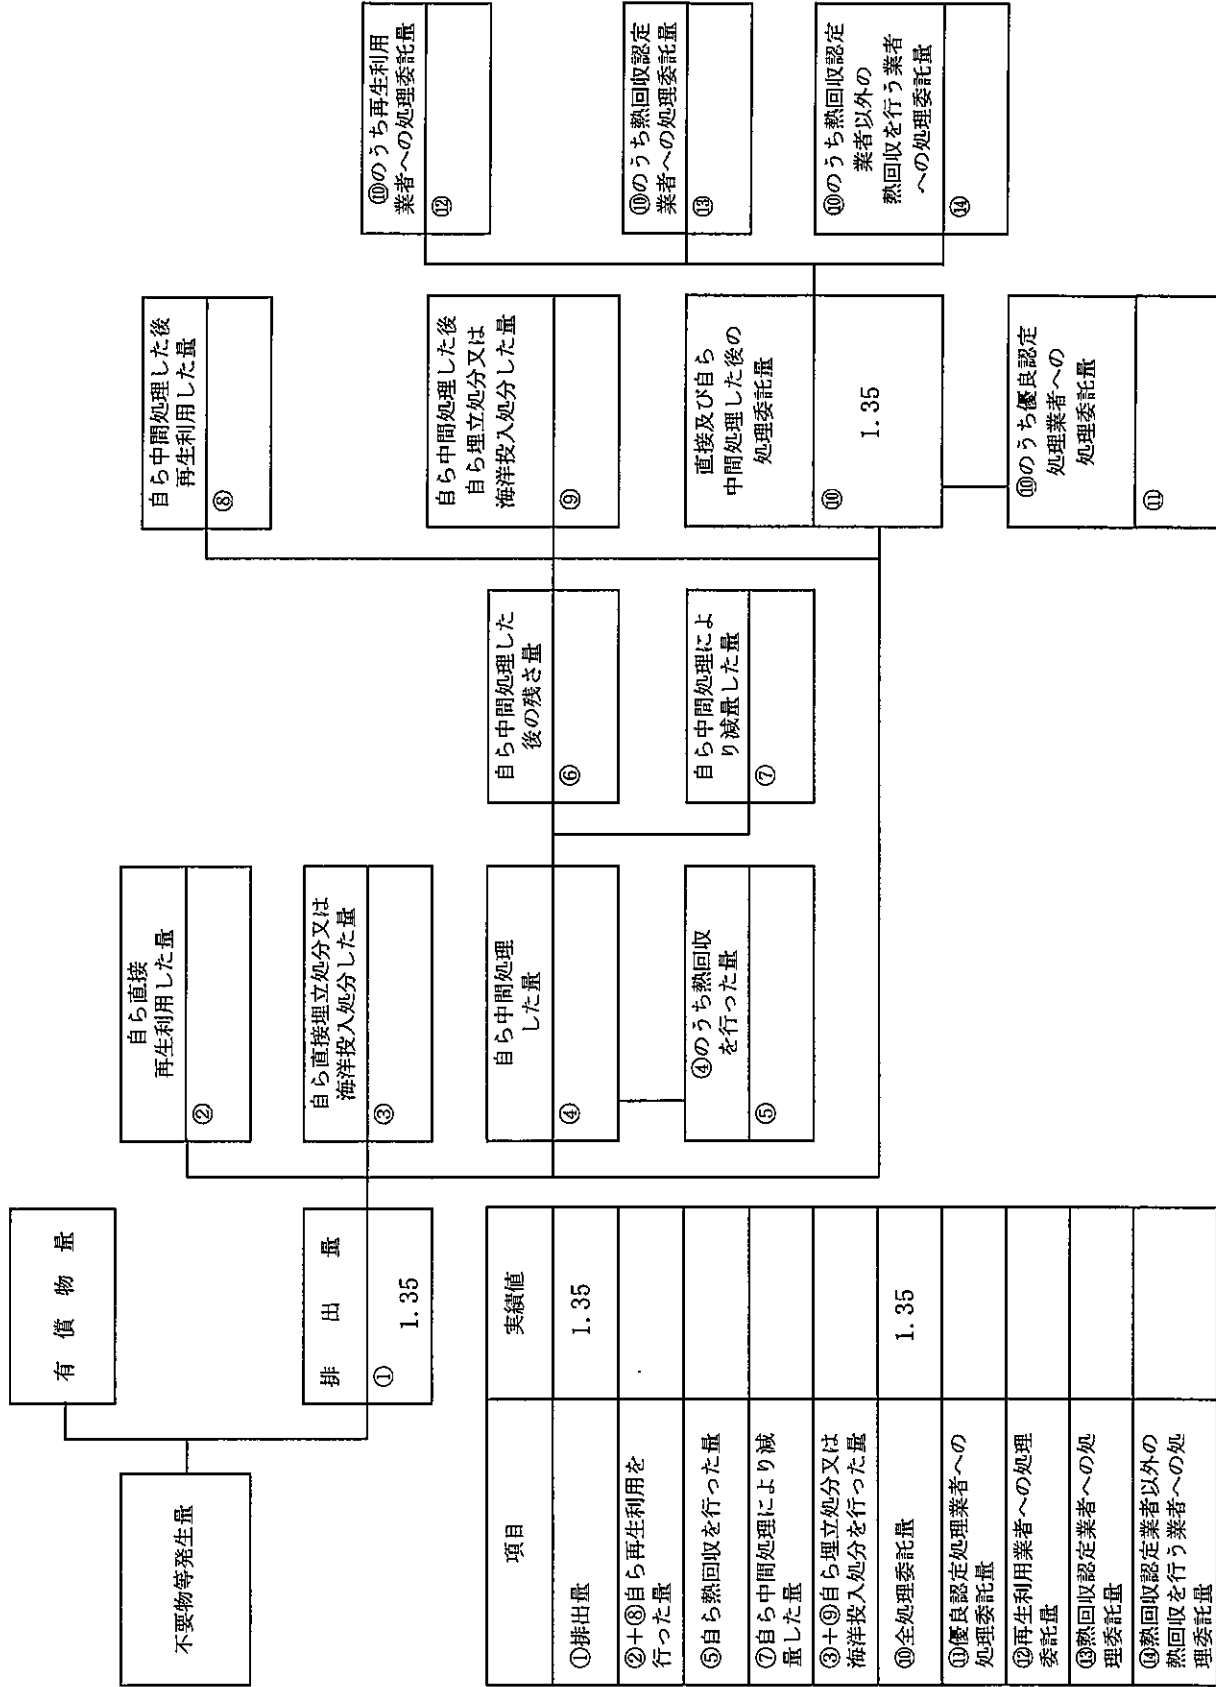 不要物等発生量
有償物量
排出量
①
1.35
自ら直接
再生利用した量
②
自ら直接埋立処分又は
海洋投入処分した量
③
自ら中間処理
した量
④
④のうち熱回収
を行った量
⑤
自ら中間処理した
後の残さ量
⑥
自ら中間処理によ
り減量した量
⑦
自ら中間処理した後
再生利用した量
⑧
自ら中間処理した後
自ら埋立処分又は
海洋投入処分した量
⑨
直接及び自ら
中間処理した後の
処理委託量
⑩
1.35
⑩のうち優良認定
処理業者への
処理委託量
⑪
⑩のうち再生利用
業者への処理委託量
⑫
⑩のうち熱回収認定
業者への処理委託量
⑬
⑩のうち熱回収認定
業者以外の
熱回収を行う業者
への処理委託量
⑭
項目 実績値
①排出量 1.35
②+⑧自ら再生利用を
行った量
⑤自ら熱回収を行った量
⑦自ら中間処理により減
量した量
③+⑨自ら埋立処分又は
海洋投入処分を行った量
⑩全処理委託量 1.35
⑪優良認定処理業者への
処理委託量
⑫再生利用業者への処理
委託量
⑬熱回収認定業者への処
理委託量
⑭熱回収認定業者以外の
熱回収を行う業者への処
理委託量